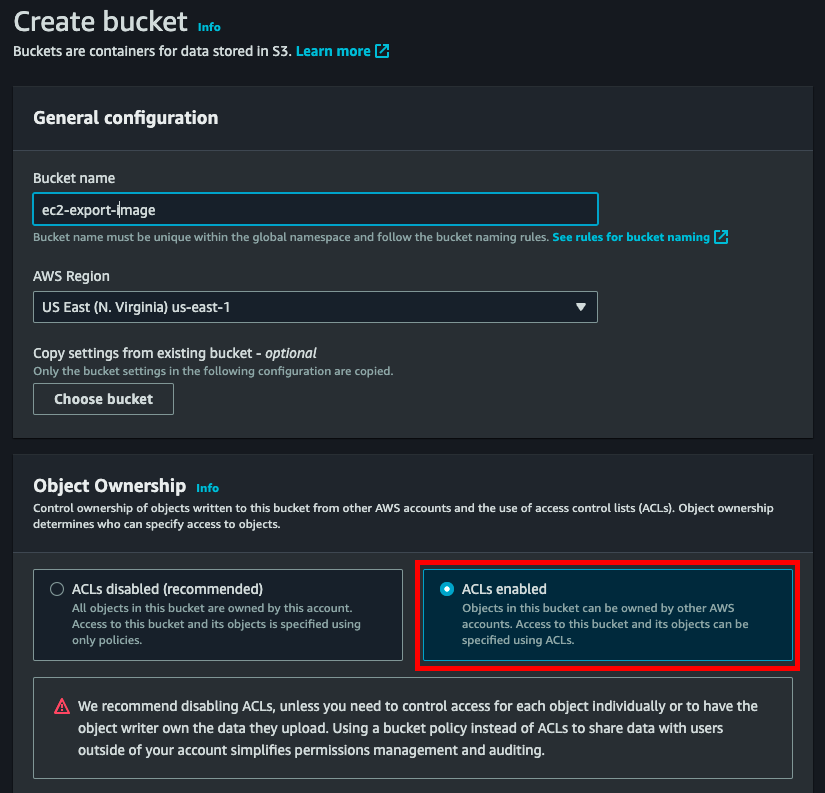 Create bucket Info
Buckets are containers for data stored in S3. Learn more
General configuration
Bucket name
ec2-export-image
Bucket name must be unique within the global namespace and follow the bucket naming rules. See rules for bucket naming
AWS Region
US East (N. Virginia) us-east-1
Copy settings from existing bucket - optional
Only the bucket settings in the following configuration are copied.
Choose bucket
Object Ownership Info
Control ownership of objects written to this bucket from other AWS accounts and the use of access control lists (ACLs). Object ownership
determines who can specify access to objects.
ACLs disabled (recommended)
All objects in this bucket are owned by this account.
Access to this bucket and its objects is specified using
only policies.
ACLs enabled
Objects in this bucket can be owned by other AWS
accounts. Access to this bucket and its objects can be
specified using ACLs.
We recommend disabling ACLs, unless you need to control access for each object individually or to have the
object writer own the data they upload. Using a bucket policy instead of ACLs to share data with users
outside of your account simplifies permissions management and auditing.